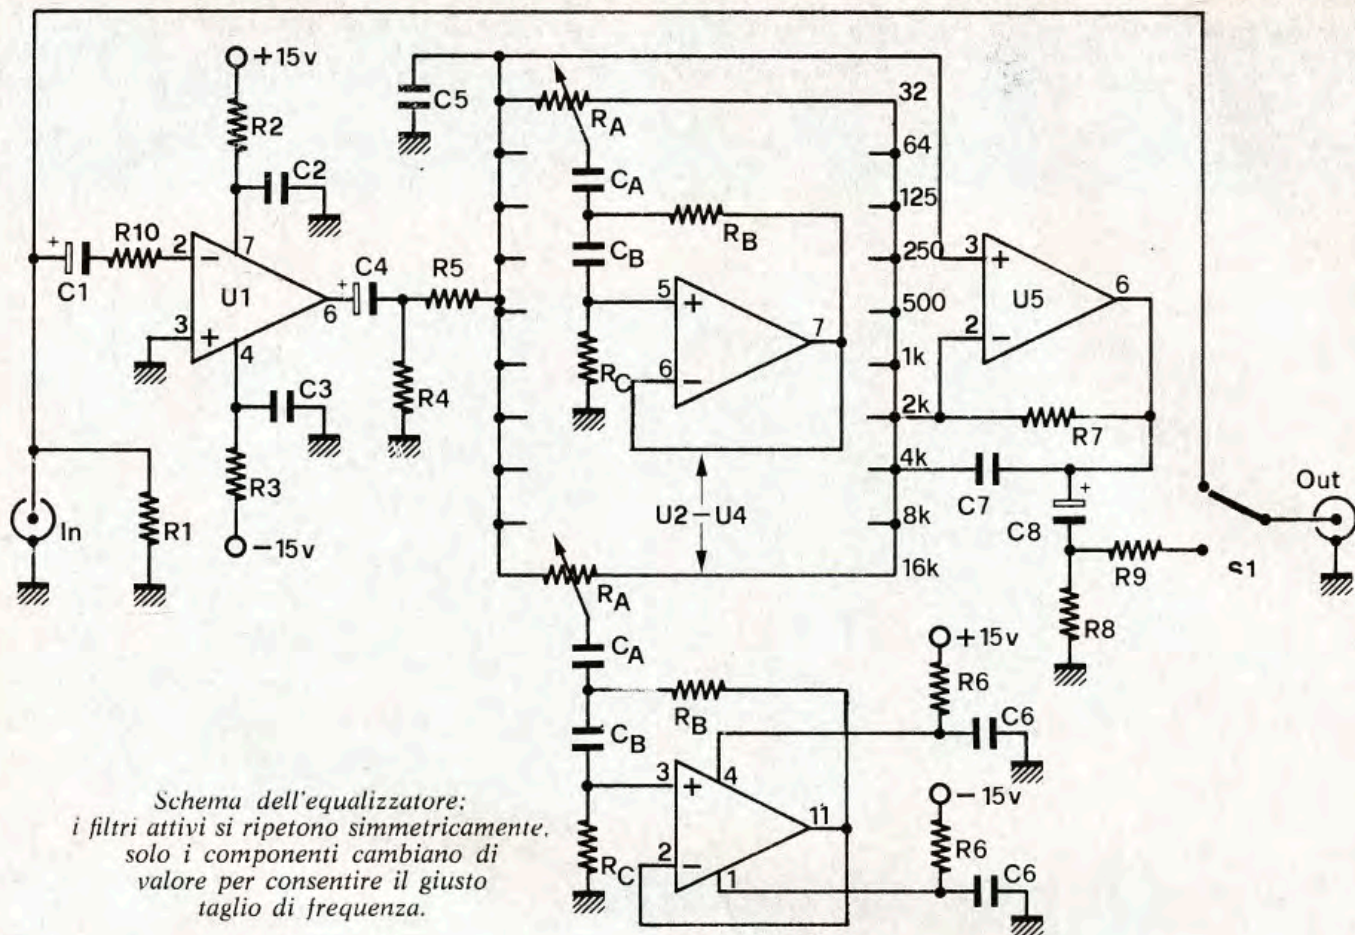 +15v
R2
C2
R10
+
2
7
C1
U1
3
4
6
+
C4
R5
C3
R4
R3
-15v
In
R1
C5
RA
CA
RB
CB
5
7
RC
6
U2 - U4
32
64
125
250
500
1k
2k
4k
8k
16k
3
U5
6
2
R7
C7
+
C8
R9
R8
S1
Out
RA
CA
RB
CB
3
4
11
RC
2
1
+15v
R6
C6
-15v
R6
C6
Schema dell'equalizzatore:
i filtri attivi si ripetono simmetricamente.
solo i componenti cambiano di
valore per consentire il giusto
taglio di frequenza.